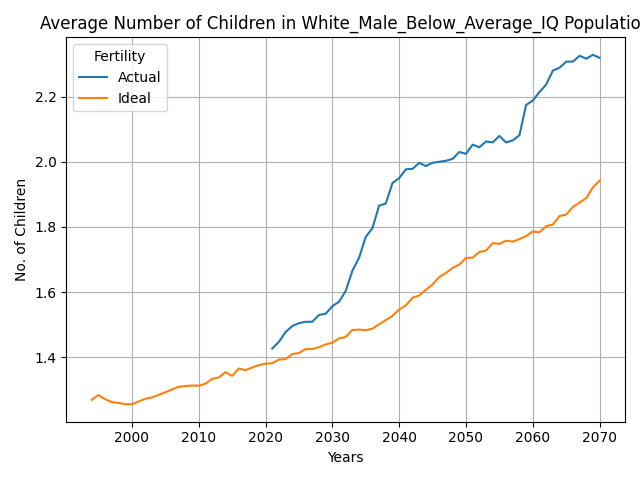 Average Number of Children in White_Male_Below_Average_IQ Populatio
Fertility
Actual
Ideal
2.2
2.0
1.8
1.6
1.4
No. of Children
2000 2010 2020 2030 2040 2050 2060 2070
Years